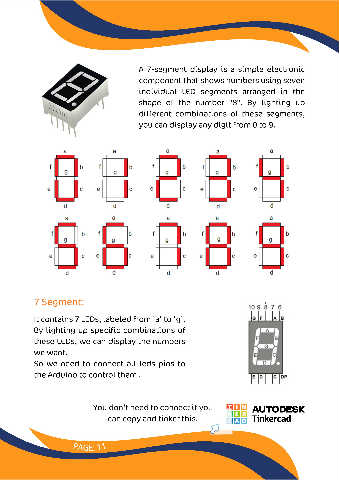 A 7-segment display is a simple electronic
component that shows numbers using seven
individual LED segments arranged in the
shape of the number "8". By lighting up
different combinations of these segments,
you can display any digit from 0 to 9.
a a a a a
f b f b f b f b f b
g g g g g
e c e c e c e c e c
d d d d d
a a a a a
f b f b f b f b f b
g g g g g
e c e c e c e c e c
d d d d d
7 Segment:
It contains 7 LEDs, labeled from 'a' to 'g'.
By lighting up specific combinations of
these LEDs, we can display the numbers
we want.
So we need to connect all leds pins to
the Arduino to control them.
10 9 8 7 6
You don't need to connect it you
can copy and tinker this.
TIN
KER
CAD
AUTODESK
Tinkercad
PAGE 11